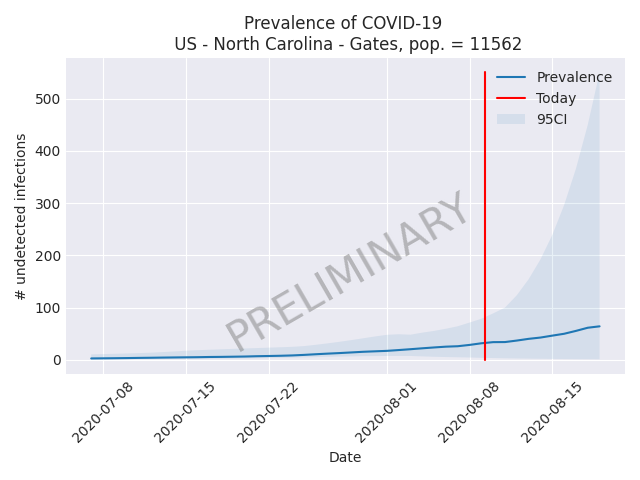 Prevalence of COVID-19
US - North Carolina - Gates, pop. = 11562
Prevalence
Today
95CI
# undetected infections
500
400
300
200
100
0
PRELIMINARY
2020-07-08
2020-07-15
2020-07-22
2020-08-01
2020-08-08
2020-08-15
Date